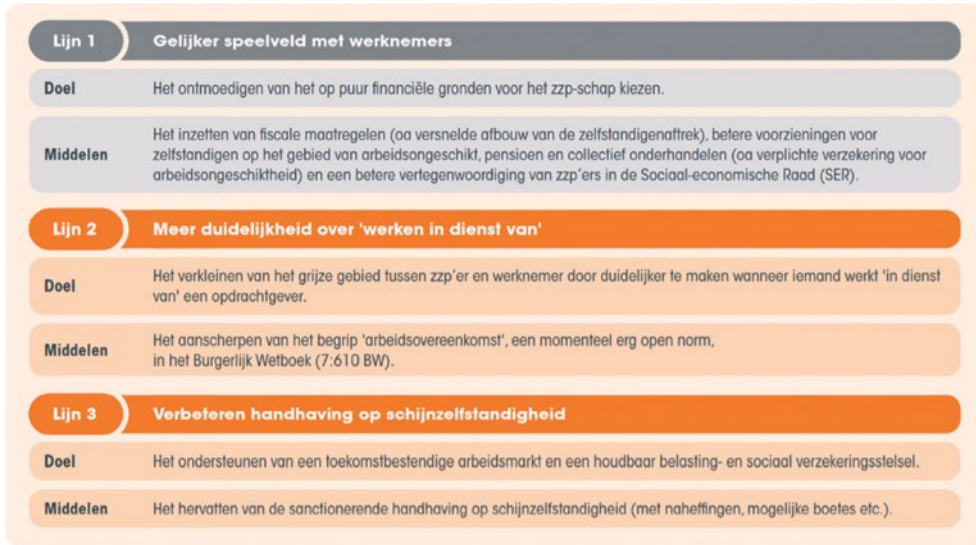 Lijn 1 Gelijker speelveld met werknemers
Doel Het ontmoedigen van het op puur financiële gronden voor het zzp-schap kiezen.
Middelen Het inzetten van fiscale maatregelen (oa versnelde afbouw van de zelfstandigenaftrek), betere voorzieningen voor
zelfstandigen op het gebied van arbeidsongeschikt, pensioen en collectief onderhandelen (oa verplichte verzekering voor
arbeidsongeschiktheid) en een betere vertegenwoordiging van zzp'ers in de Sociaal-economische Raad (SER).
Lijn 2 Meer duidelijkheid over 'werken in dienst van'
Doel Het verkleinen van het grijze gebied tussen zzp'er en werknemer door duidelijker te maken wanneer iemand werkt 'in dienst
van' een opdrachtgever.
Middelen Het aanscherpen van het begrip 'arbeidsovereenkomst', een momenteel erg open norm,
in het Burgerlijk Wetboek (7:610 BW).
Lijn 3 Verbeteren handhaving op schijnzelfstandigheid
Doel Het ondersteunen van een toekomstbestendige arbeidsmarkt en een houdbaar belasting- en sociaal verzekeringsstelsel.
Middelen Het hervatten van de sanctionerende handhaving op schijnzelfstandigheid (met naheffingen, mogelijke boetes etc.).